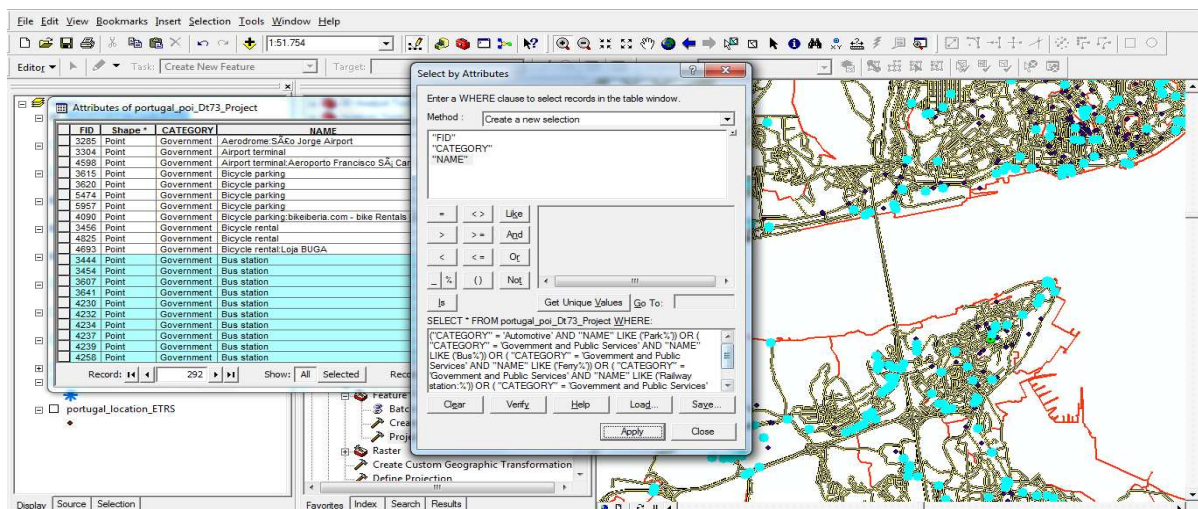 File Edit View Bookmarks Insert Selection Tools Window Help
1:51.754
Editor Task: Create New Feature Target:
Attributes of portugal_poi_Dt73_Project
FID Shape * CATEGORY NAME
3285 Point Government Aerodrome:SÃ£o Jorge Airport
3304 Point Government Airport terminal
4598 Point Government Airport terminal:Aeroporto Francisco SÃ¡ Car
3615 Point Government Bicycle parking
3620 Point Government Bicycle parking
5474 Point Government Bicycle parking
5957 Point Government Bicycle parking
4090 Point Government Bicycle parking:bikeiberia.com - bike Rentals
3456 Point Government Bicycle rental
4825 Point Government Bicycle rental
4693 Point Government Bicycle rental:Loja BUGA
3444 Point Government Bus station
3454 Point Government Bus station
3607 Point Government Bus station
3641 Point Government Bus station
4230 Point Government Bus station
4232 Point Government Bus station
4234 Point Government Bus station
4237 Point Government Bus station
4239 Point Government Bus station
4258 Point Government Bus station
Record: 292 Show: All Selected Reco
portugal_location_ETRS
Display Source Selection
Feature
Batc
Crea
Proj
Raster
Create Custom Geographic Transformation
Define Projection
Favorites Index Search Results
Select by Attributes
Enter a WHERE clause to select records in the table window.
Method : Create a new selection
"FID"
"CATEGORY"
"NAME"
= <> Like
> > = And
< < = Or
_ % () Not
Is Get Unique Values Go To:
SELECT * FROM portugal_poi_Dt73_Project WHERE:
("CATEGORY" = 'Automotive' AND "NAME" LIKE ('Park%')) OR (
"CATEGORY" = 'Government and Public Services' AND "NAME"
LIKE ('Bus%')) OR ( "CATEGORY" = 'Government and Public
Services' AND "NAME" LIKE ('Ferry%')) OR ( "CATEGORY" =
'Government and Public Services' AND "NAME" LIKE ('Railway
station:%')) OR ( "CATEGORY" = 'Government and Public Services'
Clear Verify Help Load... Save...
Apply Close